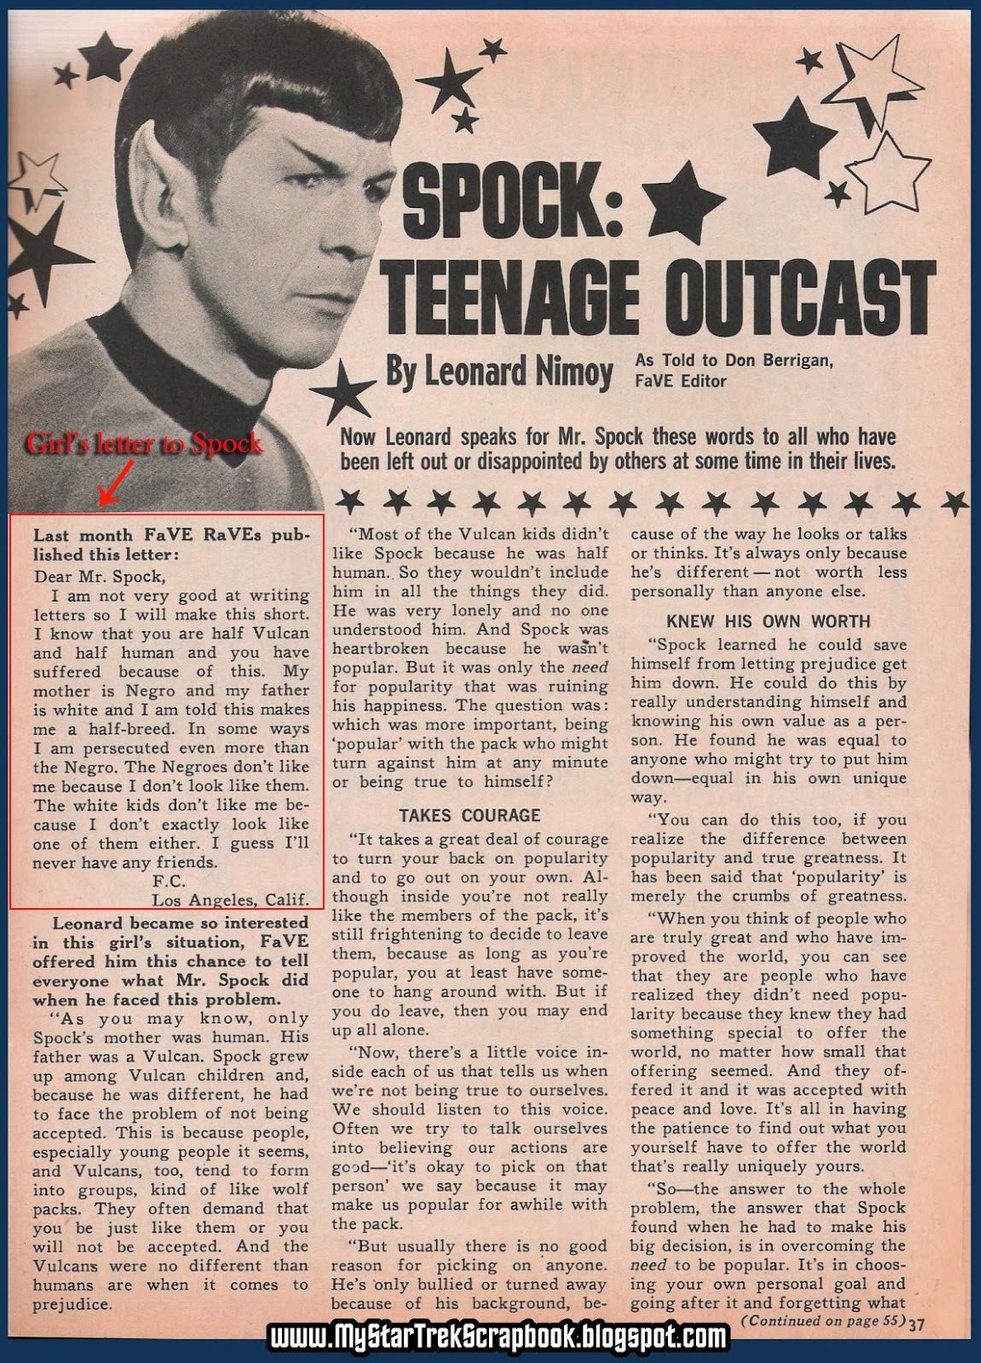 SPOCK:
TEENAGE OUTCAST
By Leonard Nimoy
As Told to Don Berrigan,
FaVE Editor
Now Leonard speaks for Mr. Spock these words to all who have
been left out or disappointed by others at some time in their lives.
Girl's letter to Spock
Last month FaVE RaVEs pub-
lished this letter:
Dear Mr. Spock,
I am not very good at writing
letters so I will make this short.
I know that you are half Vulcan
and half human and you have
suffered because of this. My
mother is Negro and my father
is white and I am told this makes
me a half-breed. In some ways
I am persecuted even more than
the Negro. The Negroes don't like
me because I don't look like them.
The white kids don't like me be-
cause I don't exactly look like
one of them either. I guess I'll
never have any friends.
F.C.
Los Angeles, Calif.
Leonard became so interested
in this girl's situation, FaVE
offered him this chance to tell
everyone what Mr. Spock did
when he faced this problem.
"As you may know, only
Spock's mother was human. His
father was a Vulcan. Spock grew
up among Vulcan children and,
because he was different, he had
to face the problem of not being
accepted. This is because people,
especially young people it seems,
and Vulcans, too, tend to form
into groups, kind of like wolf
packs. They often demand that
you be just like them or you
will not be accepted. And the
Vulcans were no different than
humans are when it comes to
prejudice.
"Most of the Vulcan kids didn't
like Spock because he was half
human. So they wouldn't include
him in all the things they did.
He was very lonely and no one
understood him. And Spock was
heartbroken because he wasn't
popular. But it was only the need
for popularity that was ruining
his happiness. The question was:
which was more important, being
'popular' with the pack who might
turn against him at any minute
or being true to himself?
TAKES COURAGE
"It takes a great deal of courage
to turn your back on popularity
and to go out on your own. Al-
though inside you're not really
like the members of the pack, it's
still frightening to decide to leave
them, because as long as you're
popular, you at least have some-
one to hang around with. But if
you do leave, then you may end
up all alone.
"Now, there's a little voice in-
side each of us that tells us when
we're not being true to ourselves.
We should listen to this voice.
Often we try to talk ourselves
into believing our actions are
good—'it's okay to pick on that
person' we say because it may
make us popular for awhile with
the pack.
"But usually there is no good
reason for picking on anyone.
He's only bullied or turned away
because of his background, be-
cause of the way he looks or talks
or thinks. It's always only because
he's different — not worth less
personally than anyone else.
KNEW HIS OWN WORTH
"Spock learned he could save
himself from letting prejudice get
him down. He could do this by
really understanding himself and
knowing his own value as a per-
son. He found he was equal to
anyone who might try to put him
down—equal in his own unique
way.
"You can do this too, if you
realize the difference between
popularity and true greatness. It
has been said that 'popularity' is
merely the crumbs of greatness.
"When you think of people who
are truly great and who have im-
proved the world, you can see
that they are people who have
realized they didn't need popu-
larity because they knew they had
something special to offer the
world, no matter how small that
offering seemed. And they of-
fered it and it was accepted with
peace and love. It's all in having
the patience to find out what you
yourself have to offer the world
that's really uniquely yours.
"So—the answer to the whole
problem, the answer that Spock
found when he had to make his
big decision, is in overcoming the
need to be popular. It's in choos-
ing your own personal goal and
going after it and forgetting what
(Continued on page 55) 37
www.MyStarTrekScrapbook.blogspot.com